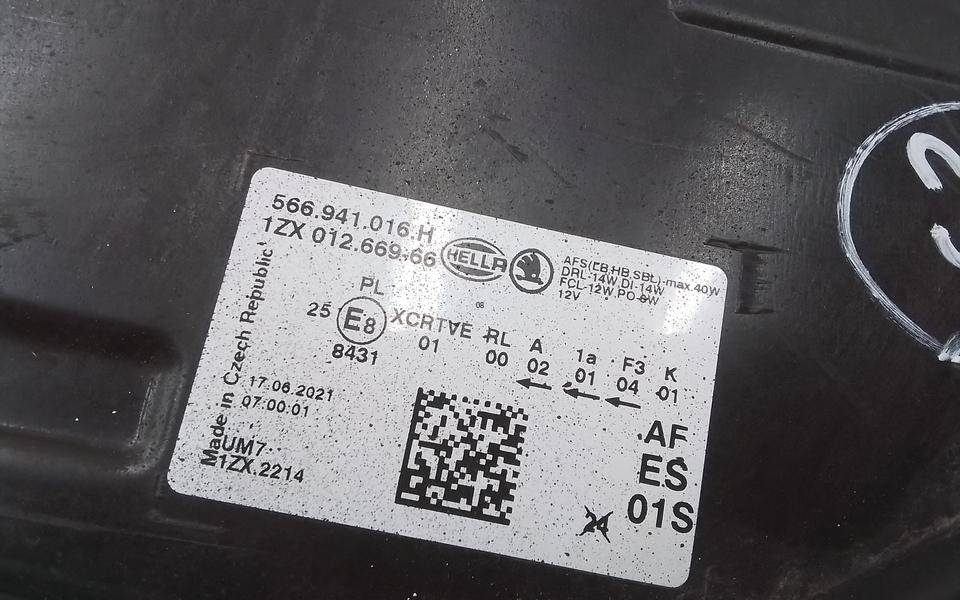 566.941.016.H
1ZX 012.669-66
HELLA
AFS(LB,HB,SBL)-max.40W
DRL-14W, DI-14W
FCL-12W, PO-8W
12V
PL
25 E8 XCRTVE RL A 1a F3 K
8431 01 00 02 01 04 01
08
17.06.2021
07:00:01
Made in Czech Republic
UM7
1ZX.2214
AF
ES
01S
24